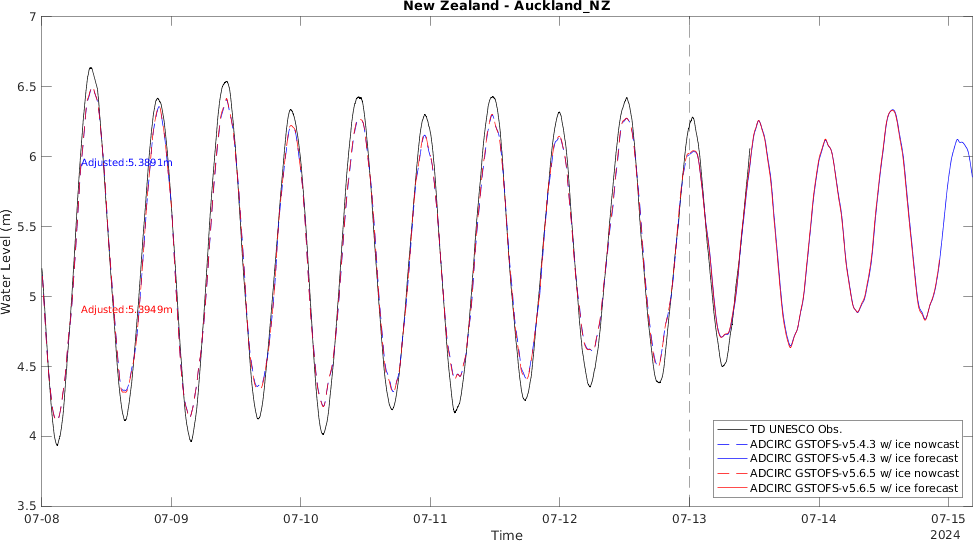 New Zealand - Auckland_NZ
Water Level (m)
7
6.5
6
5.5
5
4.5
4
3.5
Adjusted:5.3891m
Adjusted:5.3949m
TD UNESCO Obs.
ADCIRC GSTOFS-v5.4.3 w/ ice nowcast
ADCIRC GSTOFS-v5.4.3 w/ ice forecast
ADCIRC GSTOFS-v5.6.5 w/ ice nowcast
ADCIRC GSTOFS-v5.6.5 w/ ice forecast
07-08 07-09 07-10 07-11 07-12 07-13 07-14 07-15
Time 2024